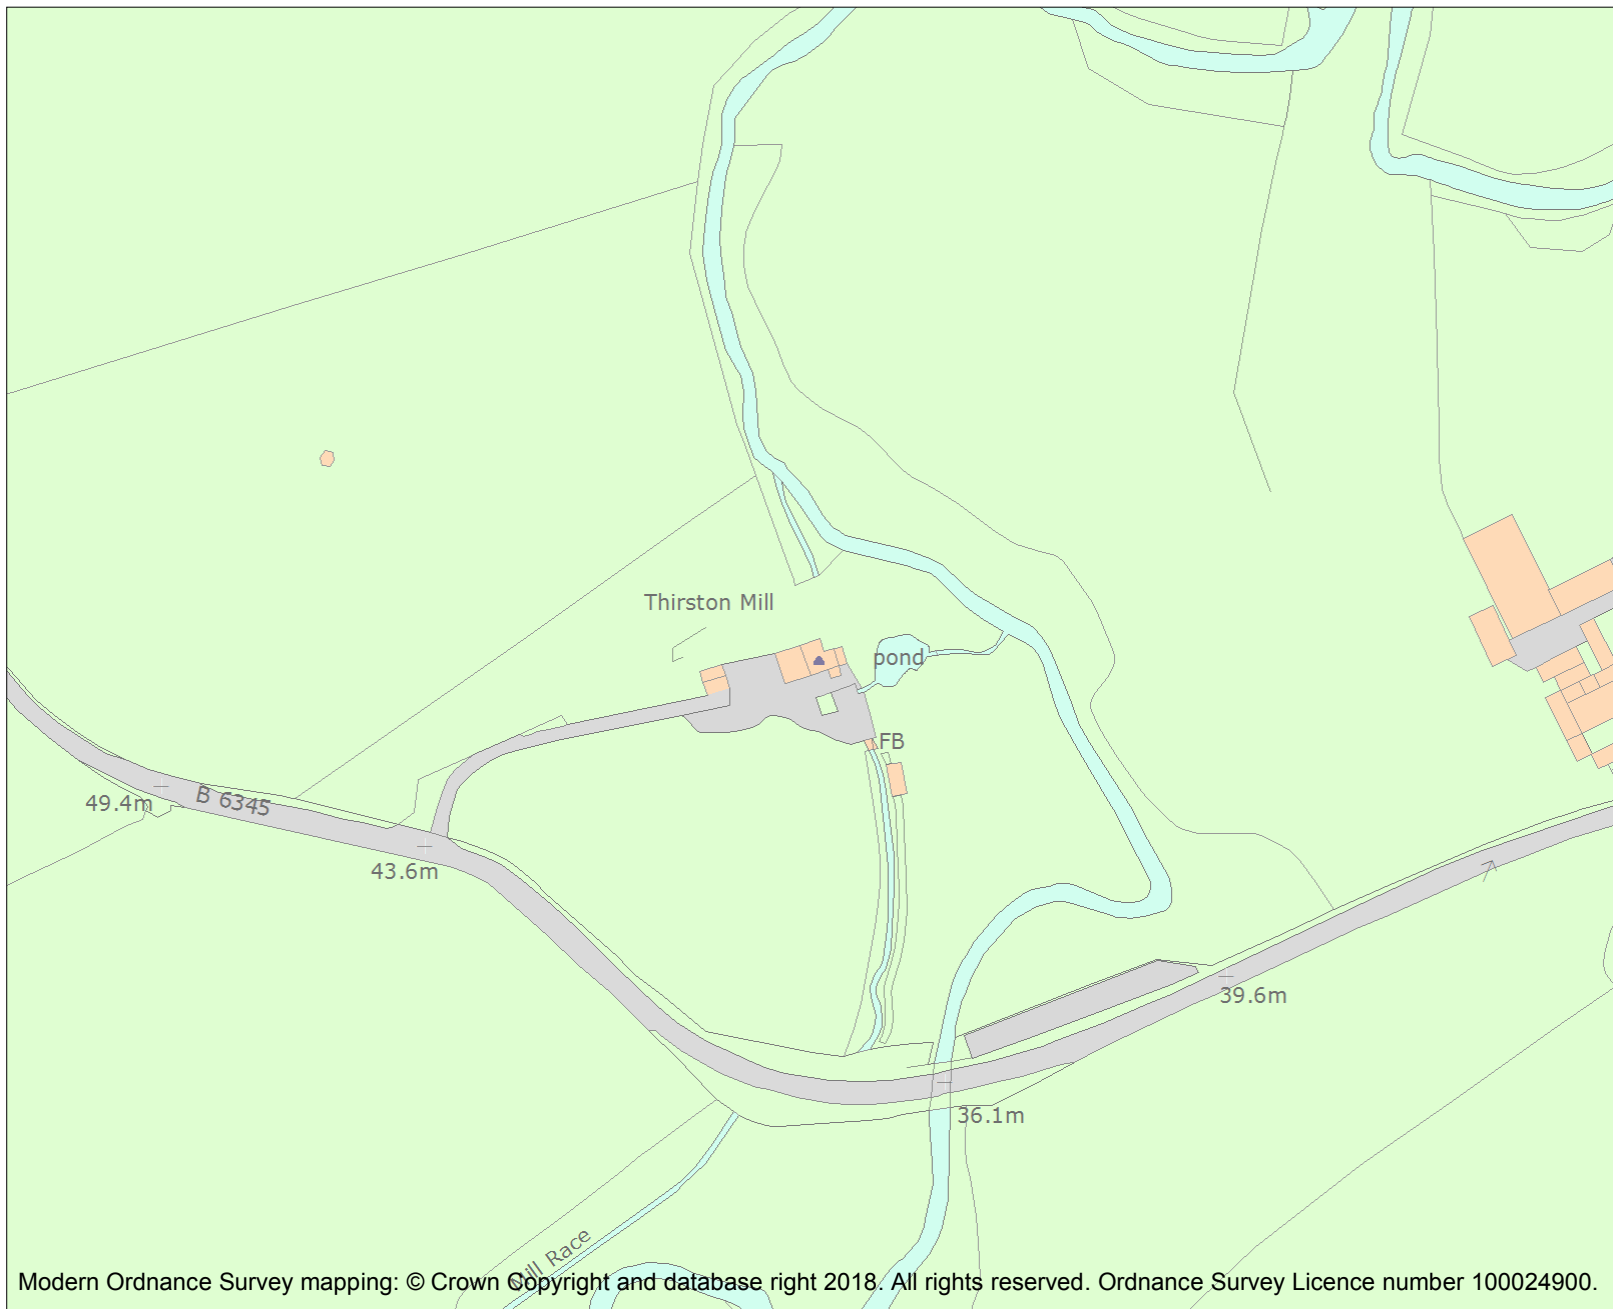 Thirston Mill
pond
FB
B 6345
49.4m
43.6m
39.6m
36.1m
Mill Race
Modern Ordnance Survey mapping: © Crown Copyright and database right 2018. All rights reserved. Ordnance Survey Licence number 100024900.